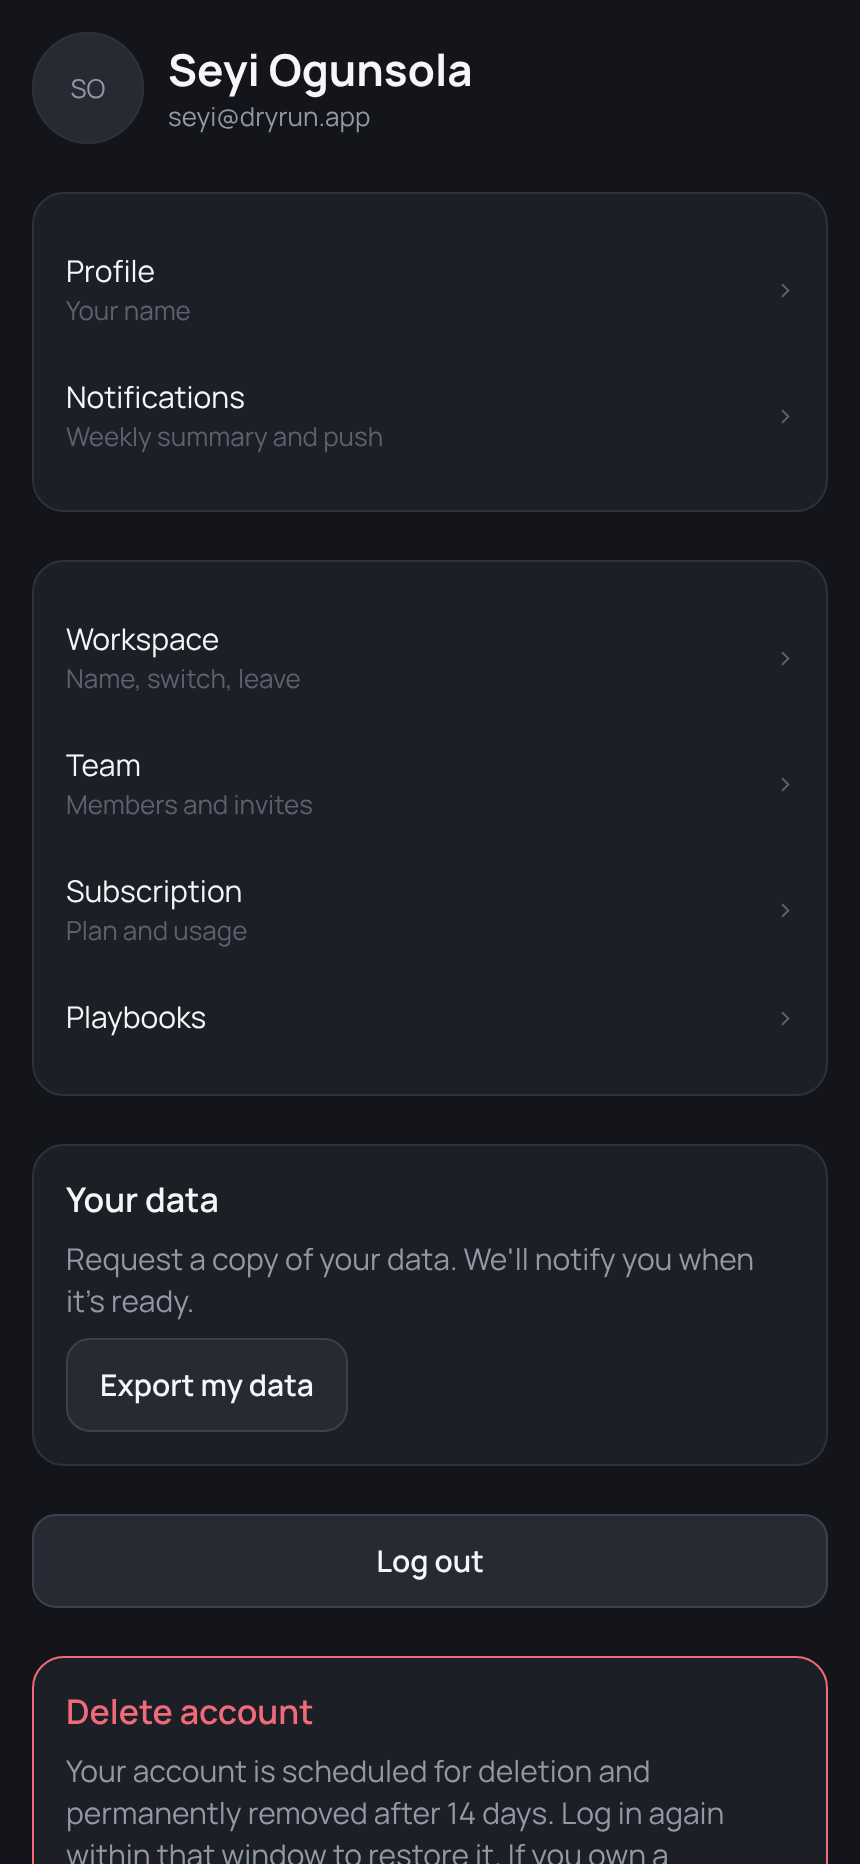 SO
Seyi Ogunsola
seyi@dryrun.app
Profile
Your name
Notifications
Weekly summary and push
Workspace
Name, switch, leave
Team
Members and invites
Subscription
Plan and usage
Playbooks
Your data
Request a copy of your data. We'll notify you when
it’s ready.
Export my data
Log out
Delete account
Your account is scheduled for deletion and
permanently removed after 14 days. Log in again
within that window to restore it. If you own a